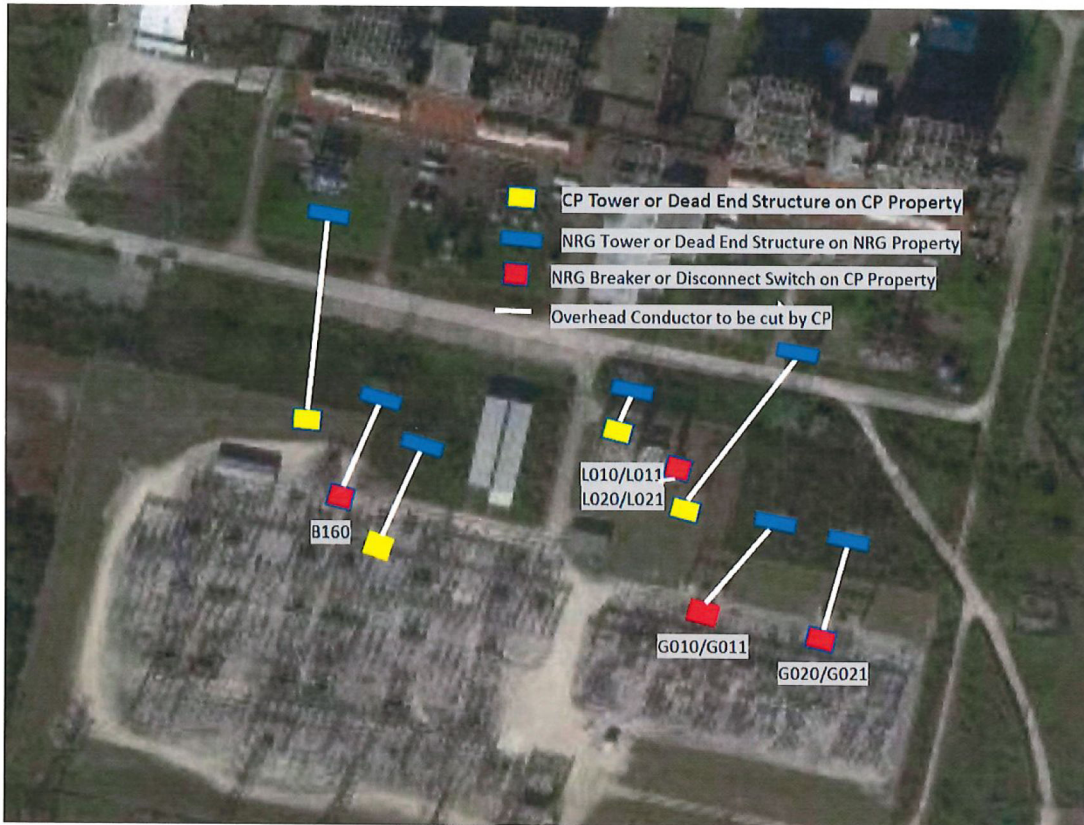 CP Tower or Dead End Structure on CP Property
NRG Tower or Dead End Structure on NRG Property
NRG Breaker or Disconnect Switch on CP Property
Overhead Conductor to be cut by CP
L010/L011
L020/L021
B160
G010/G011
G020/G021